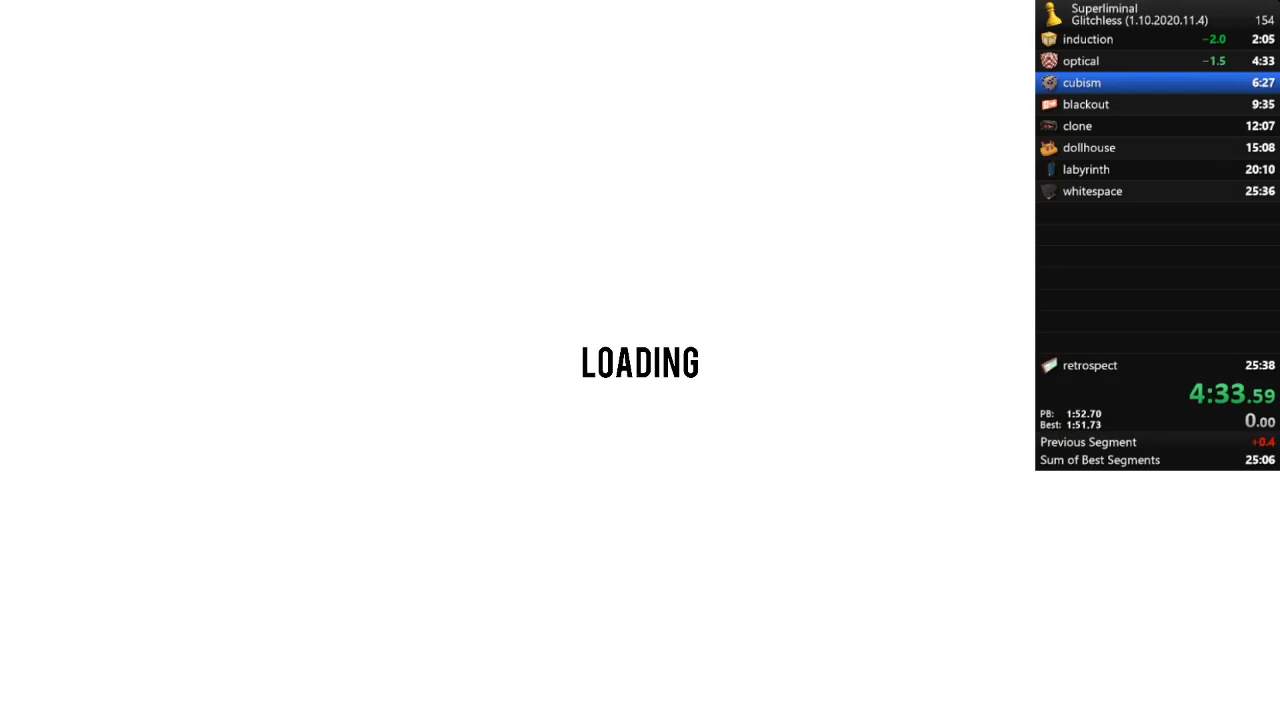 Superliminal
Glitchless (1.10.2020.11.4) 154
induction -2.0 2:05
optical -1.5 4:33
cubism 6:27
blackout 9:35
clone 12:07
dollhouse 15:08
labyrinth 20:10
whitespace 25:36
LOADING
retrospect 25:38
4:33.59
PB: 1:52.70
Best: 1:51.73
0.00
Previous Segment +0.4
Sum of Best Segments 25:06